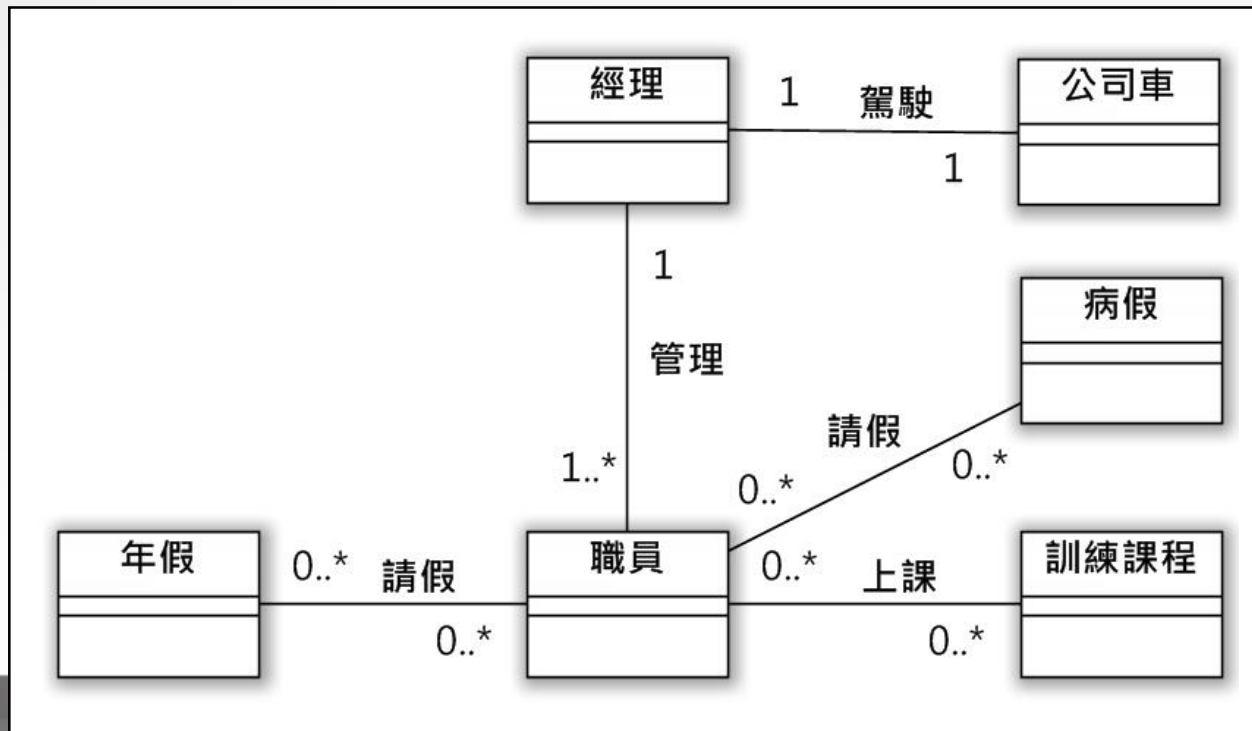 經理
1
駕駛
1
公司車
1
管理
1..*
病假
請假
0..*
0..*
年假
0..*
請假
0..*
職員
0..*
上課
0..*
訓練課程